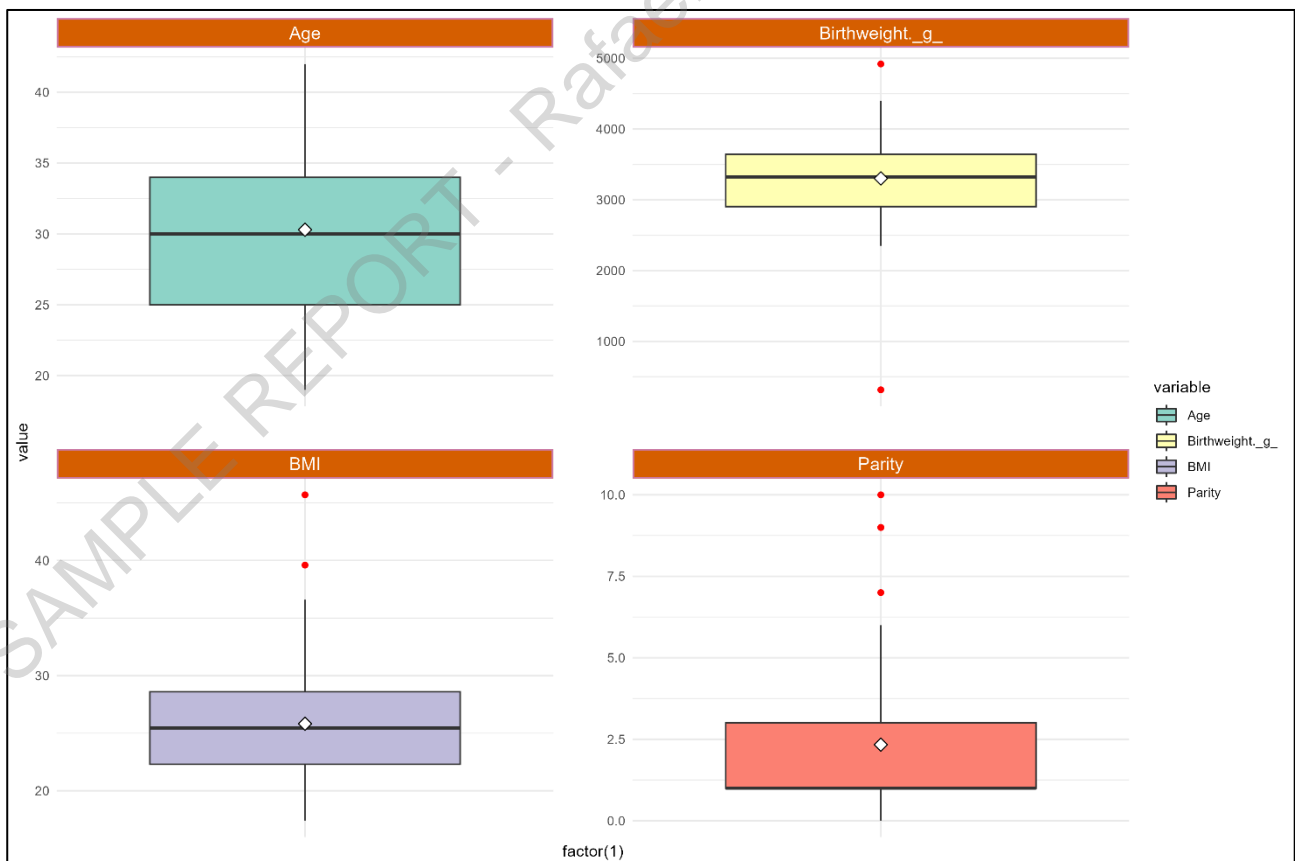 Age
40
35
30
25
20
Birthweight._g_
5000
4000
3000
2000
1000
BMI
40
30
20
Parity
10.0
7.5
5.0
2.5
0.0
value
factor(1)
variable
Age
Birthweight._g_
BMI
Parity
SAMPLE REPORT - Rafae